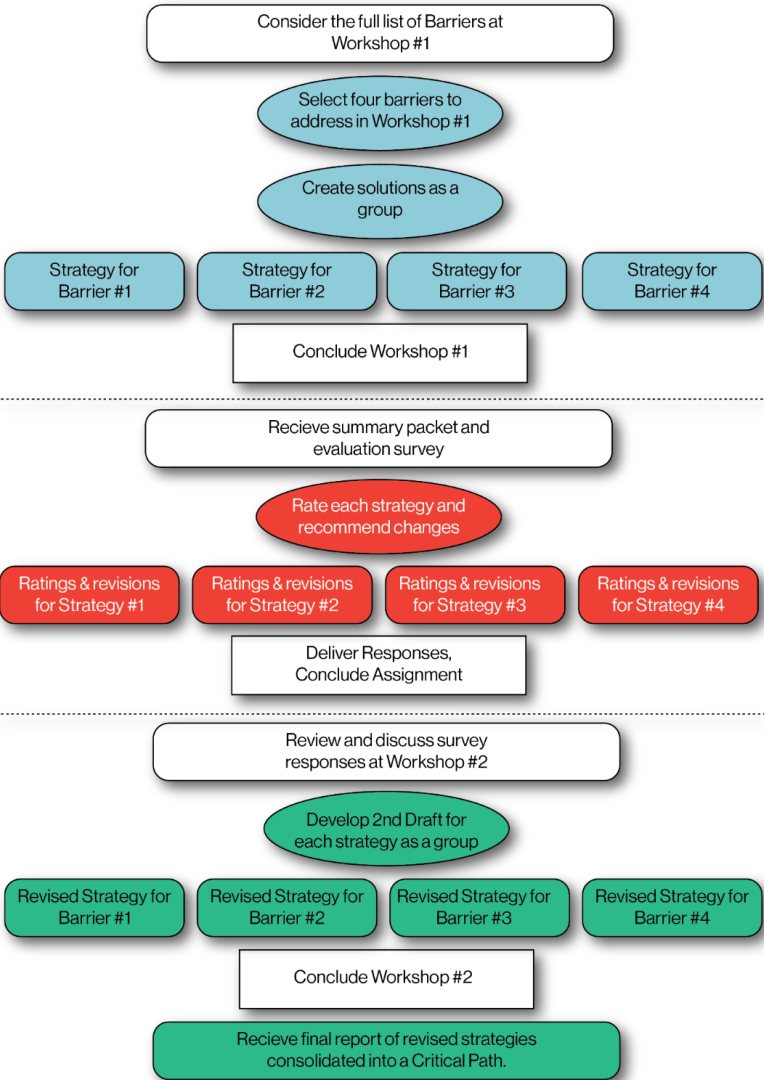 Consider the full list of Barriers at
Workshop #1
Select four barriers to
address in Workshop #1
Create solutions as a
group
Strategy for
Barrier #1
Strategy for
Barrier #2
Strategy for
Barrier #3
Strategy for
Barrier #4
Conclude Workshop #1
Recieve summary packet and
evaluation survey
Rate each strategy and
recommend changes
Ratings & revisions
for Strategy #1
Ratings & revisions
for Strategy #2
Ratings & revisions
for Strategy #3
Ratings & revisions
for Strategy #4
Deliver Responses,
Conclude Assignment
Review and discuss survey
responses at Workshop #2
Develop 2nd Draft for
each strategy as a group
Revised Strategy for
Barrier #1
Revised Strategy for
Barrier #2
Revised Strategy for
Barrier #3
Revised Strategy for
Barrier #4
Conclude Workshop #2
Recieve final report of revised strategies
consolidated into a Critical Path.